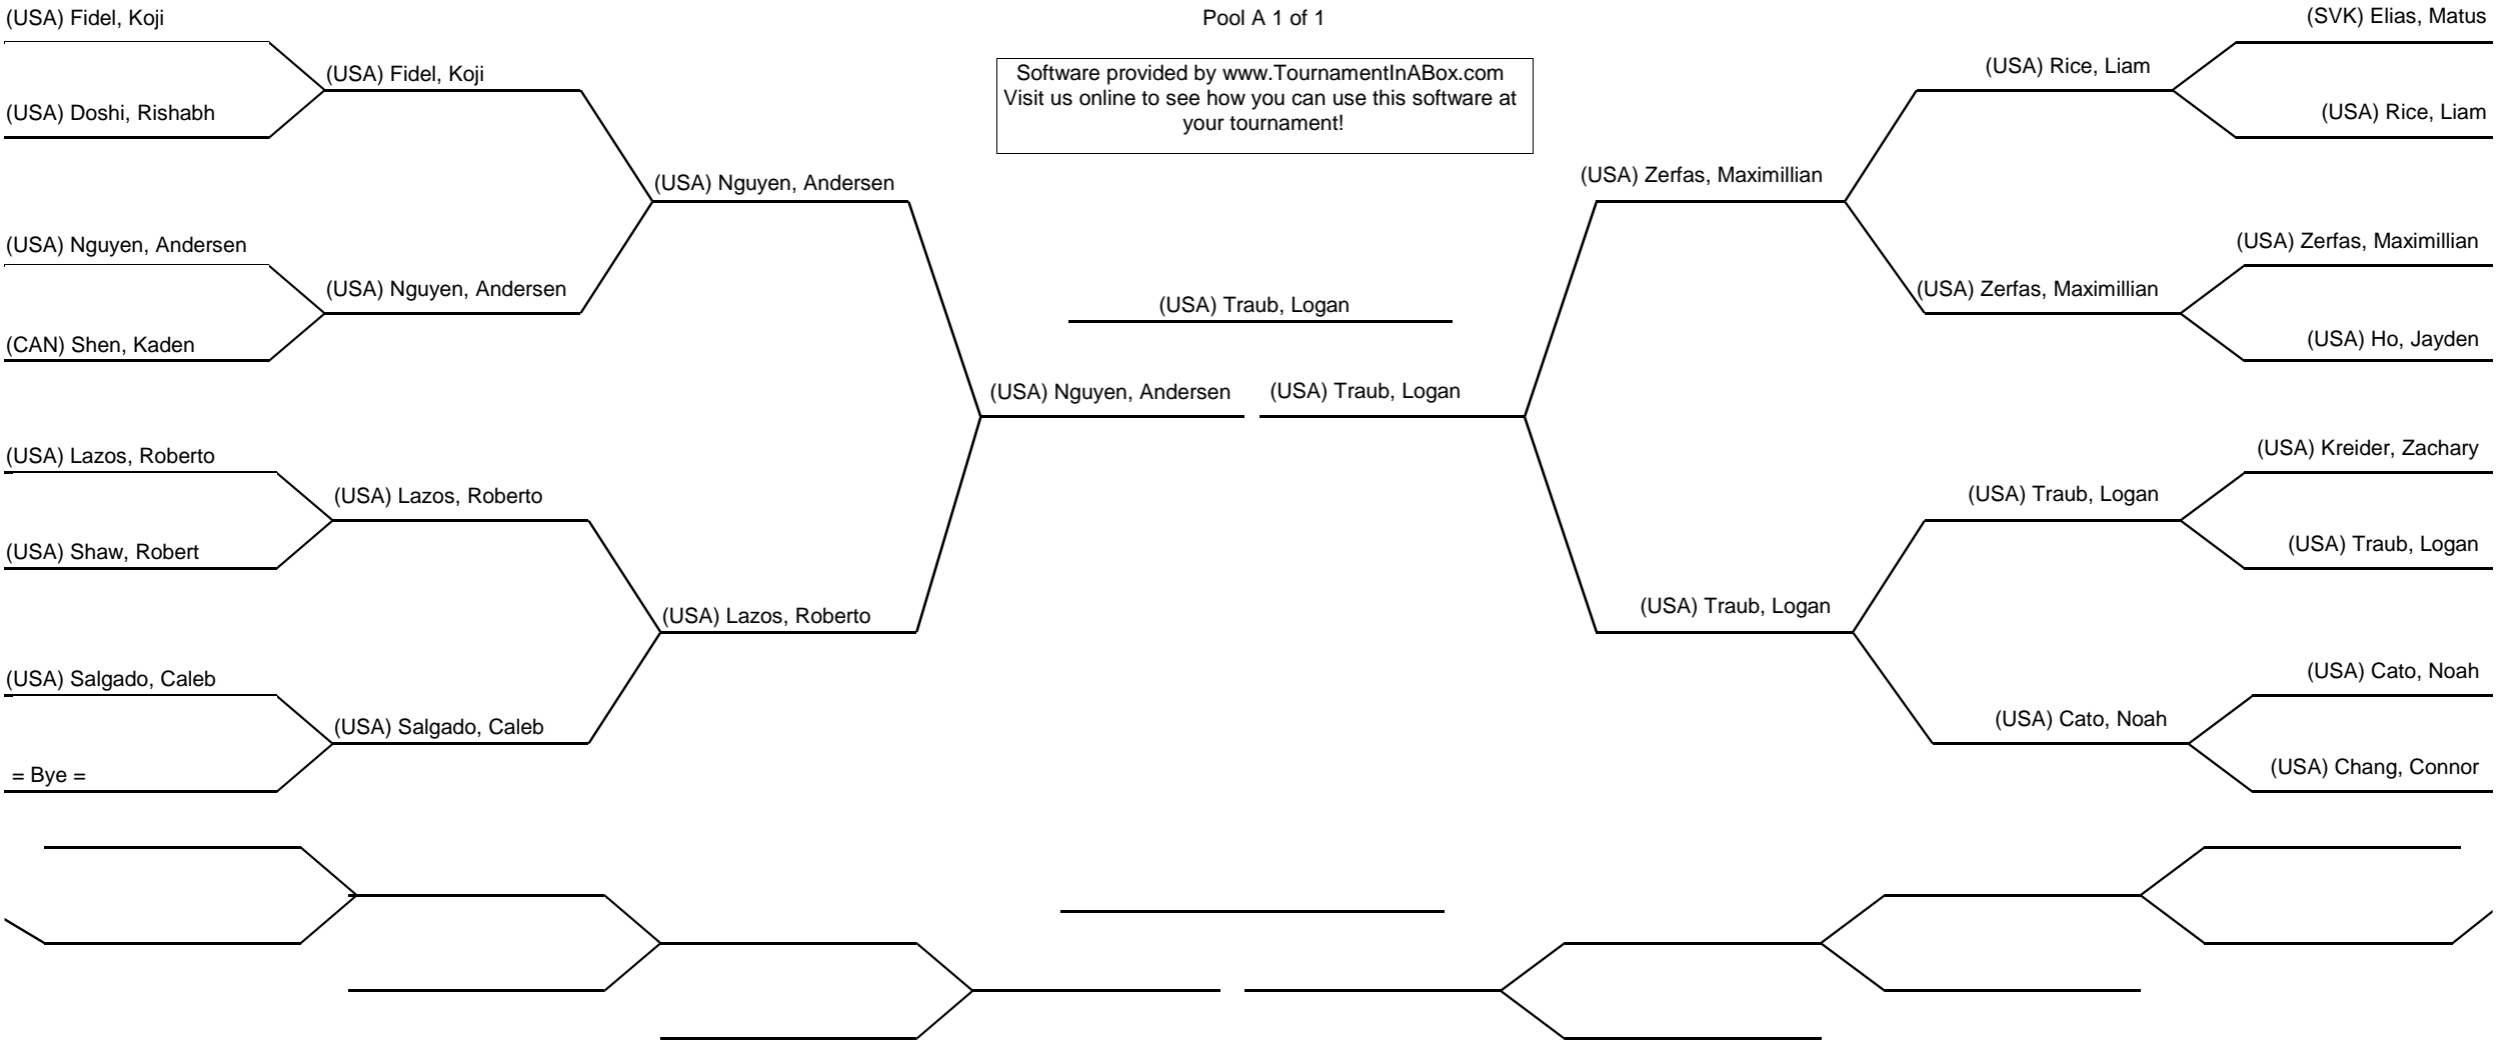 (USA) Fidel, Koji
Pool A 1 of 1
(SVK) Elias, Matus
(USA) Fidel, Koji
Software provided by www.TournamentInABox.com
Visit us online to see how you can use this software at
your tournament!
(USA) Rice, Liam
(USA) Doshi, Rishabh
(USA) Rice, Liam
(USA) Nguyen, Andersen
(USA) Zerfas, Maximillian
(USA) Nguyen, Andersen
(USA) Zerfas, Maximillian
(USA) Nguyen, Andersen
(USA) Zerfas, Maximillian
(USA) Traub, Logan
(CAN) Shen, Kaden
(USA) Ho, Jayden
(USA) Nguyen, Andersen
(USA) Traub, Logan
(USA) Lazos, Roberto
(USA) Kreider, Zachary
(USA) Lazos, Roberto
(USA) Traub, Logan
(USA) Shaw, Robert
(USA) Traub, Logan
(USA) Lazos, Roberto
(USA) Traub, Logan
(USA) Salgado, Caleb
(USA) Cato, Noah
(USA) Salgado, Caleb
(USA) Cato, Noah
= Bye =
(USA) Chang, Connor